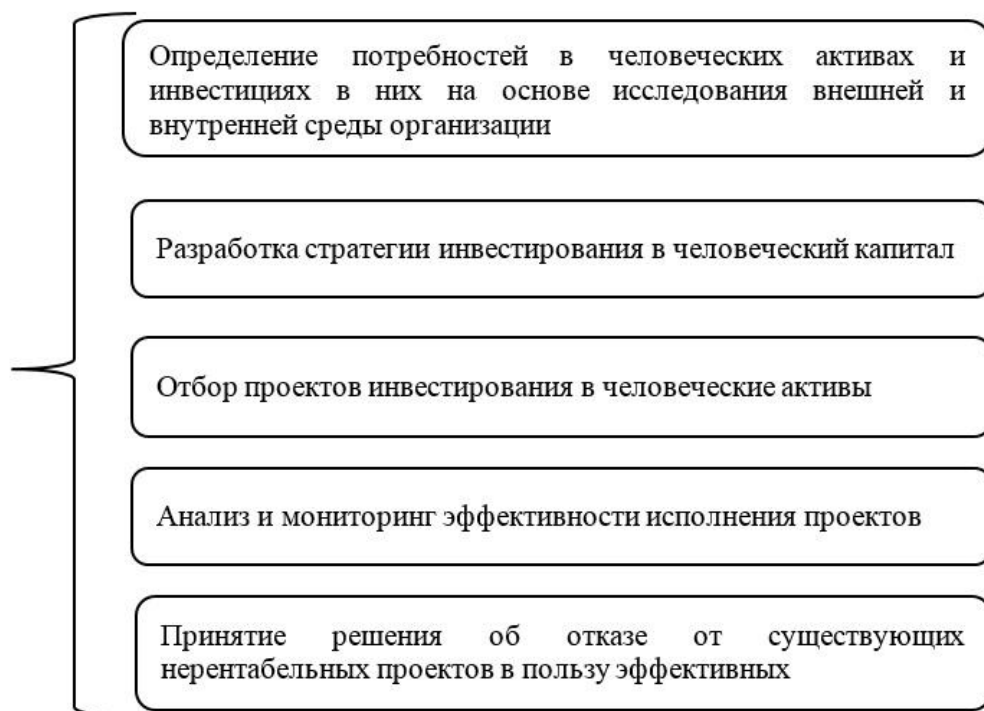 Определение потребностей в человеческих активах и
инвестициях в них на основе исследования внешней и
внутренней среды организации
Разработка стратегии инвестирования в человеческий капитал
Отбор проектов инвестирования в человеческие активы
Анализ и мониторинг эффективности исполнения проектов
Принятие решения об отказе от существующих
нерентабельных проектов в пользу эффективных